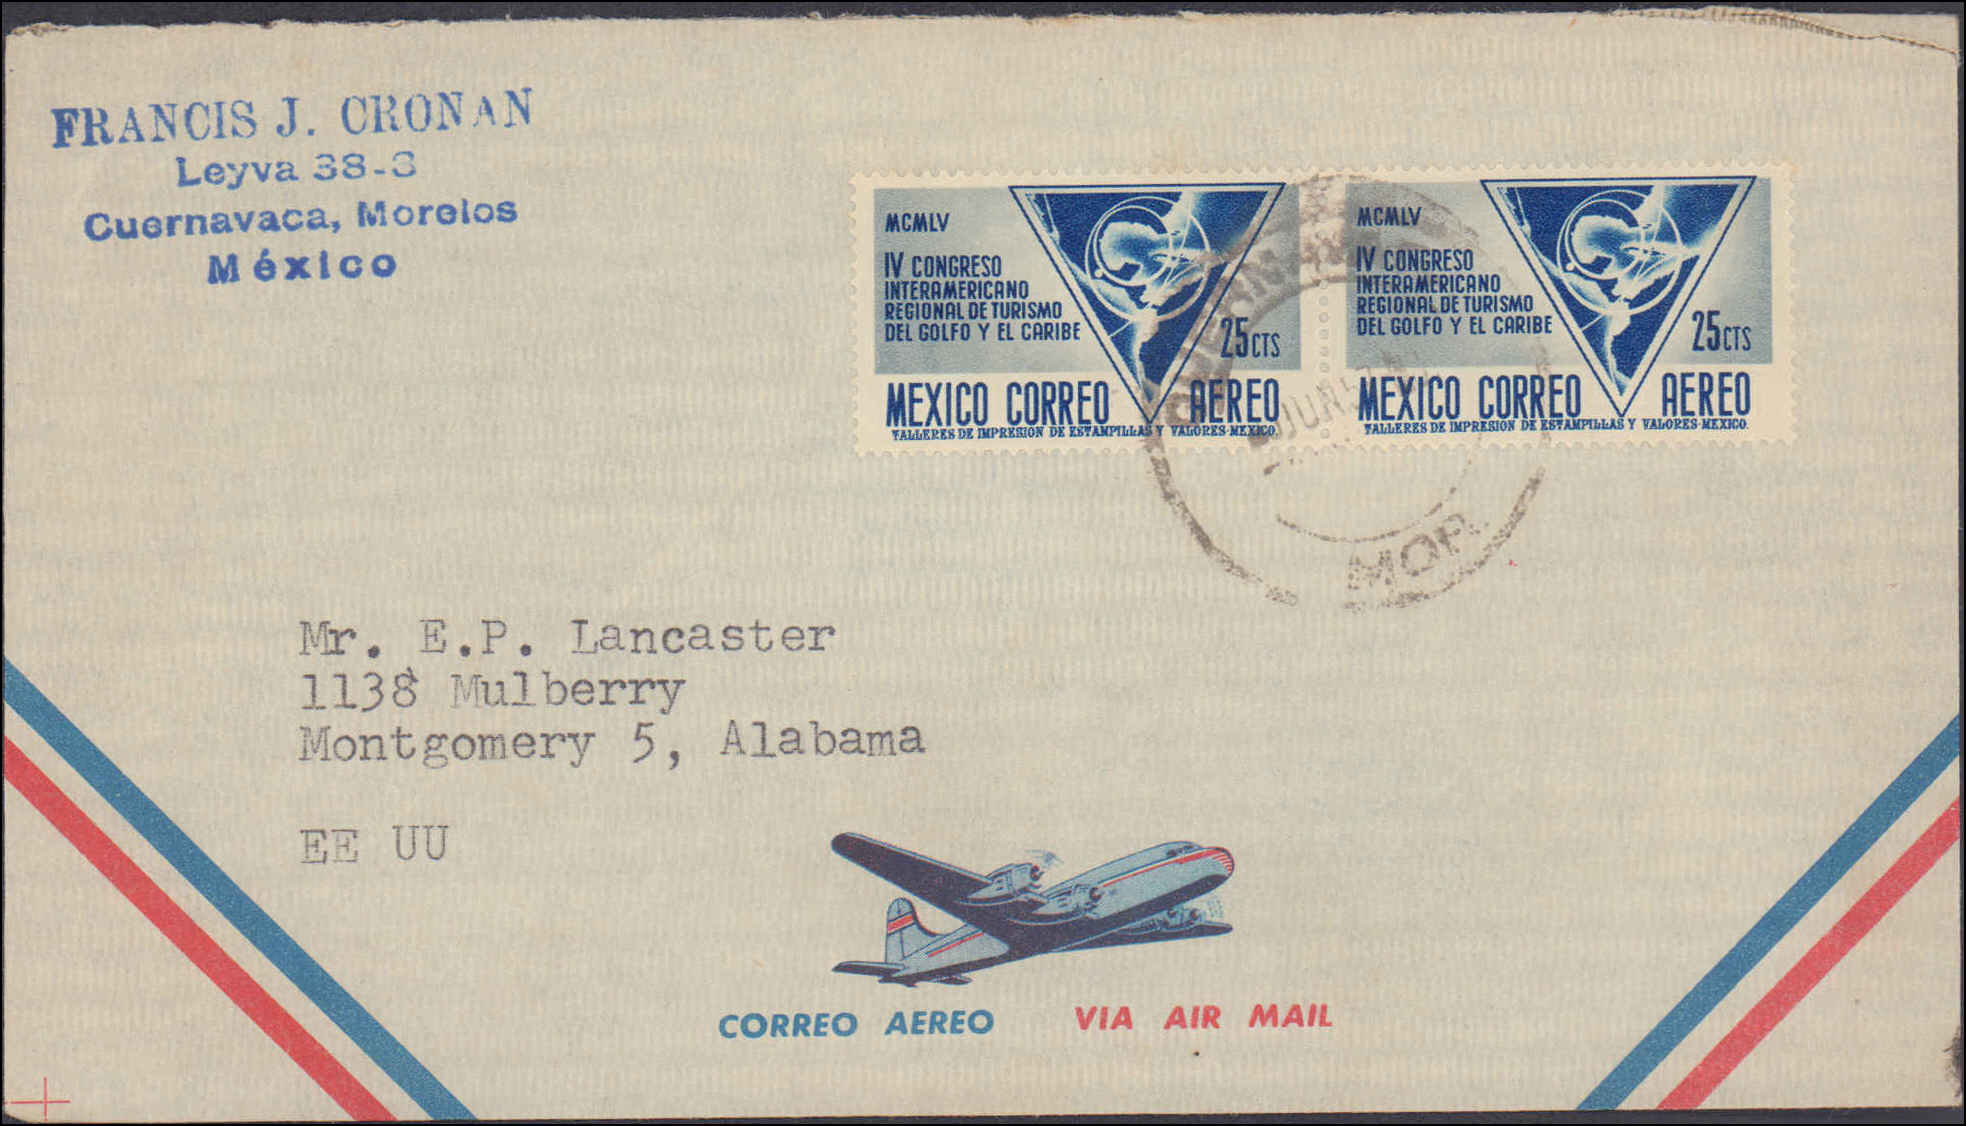 FRANCIS J. CRONAN
Leyva 38-3
Cuernavaca, Morelos
México
MCMLV
IV CONGRESO
INTERAMERICANO
REGIONAL DE TURISMO
DEL GOLFO Y EL CARIBE
25 CTS
MEXICO CORREO AEREO
TALLERES DE IMPRESION DE ESTAMPILLAS Y VALORES-MEXICO.
MCMLV
IV CONGRESO
INTERAMERICANO
REGIONAL DE TURISMO
DEL GOLFO Y EL CARIBE
25 CTS
MEXICO CORREO AEREO
TALLERES DE IMPRESION DE ESTAMPILLAS Y VALORES-MEXICO.
JUN 57
MOR.
Mr. E.P. Lancaster
1138 Mulberry
Montgomery 5, Alabama
EE UU
CORREO AEREO VIA AIR MAIL